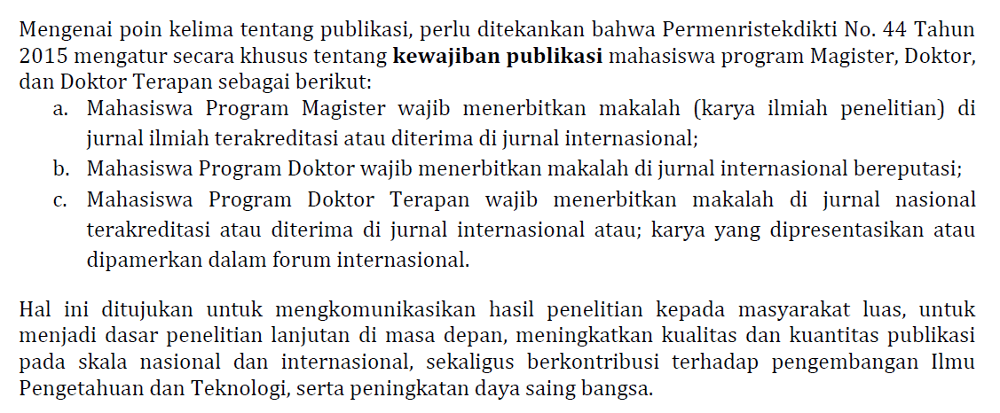 Mengenai poin kelima tentang publikasi, perlu ditekankan bahwa Permenristekdikti No. 44 Tahun
2015 mengatur secara khusus tentang kewajiban publikasi mahasiswa program Magister, Doktor,
dan Doktor Terapan sebagai berikut:
a. Mahasiswa Program Magister wajib menerbitkan makalah (karya ilmiah penelitian) di
jurnal ilmiah terakreditasi atau diterima di jurnal internasional;
b. Mahasiswa Program Doktor wajib menerbitkan makalah di jurnal internasional bereputasi;
c. Mahasiswa Program Doktor Terapan wajib menerbitkan makalah di jurnal nasional
terakreditasi atau diterima di jurnal internasional atau; karya yang dipresentasikan atau
dipamerkan dalam forum internasional.
Hal ini ditujukan untuk mengkomunikasikan hasil penelitian kepada masyarakat luas, untuk
menjadi dasar penelitian lanjutan di masa depan, meningkatkan kualitas dan kuantitas publikasi
pada skala nasional dan internasional, sekaligus berkontribusi terhadap pengembangan Ilmu
Pengetahuan dan Teknologi, serta peningkatan daya saing bangsa.